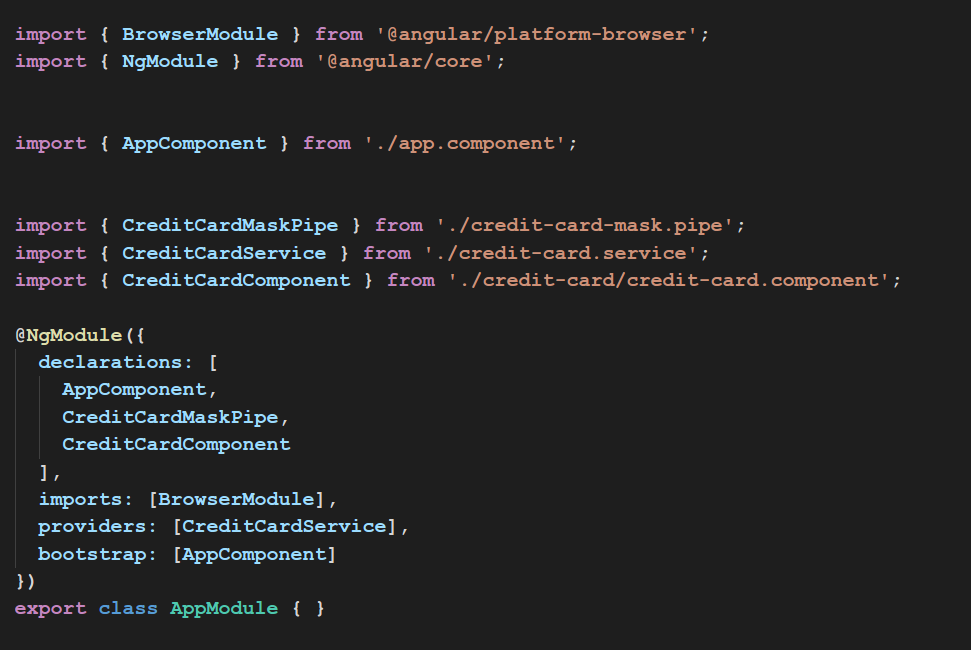 import { BrowserModule } from '@angular/platform-browser';
import { NgModule } from '@angular/core';
import { AppComponent } from './app.component';
import { CreditCardMaskPipe } from './credit-card-mask.pipe';
import { CreditCardService } from './credit-card.service';
import { CreditCardComponent } from './credit-card/credit-card.component';
@NgModule({
  declarations: [
    AppComponent,
    CreditCardMaskPipe,
    CreditCardComponent
  ],
  imports: [BrowserModule],
  providers: [CreditCardService],
  bootstrap: [AppComponent]
})
export class AppModule { }